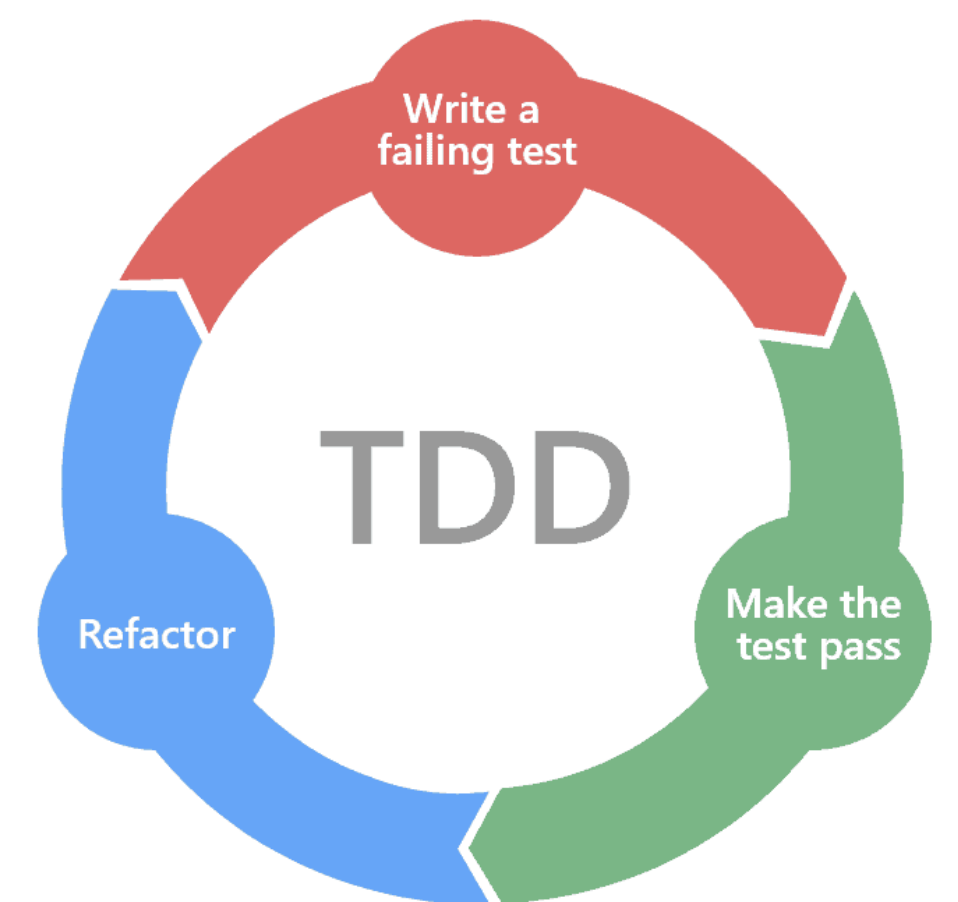 Write a
failing test
TDD
Refactor
Make the
test pass